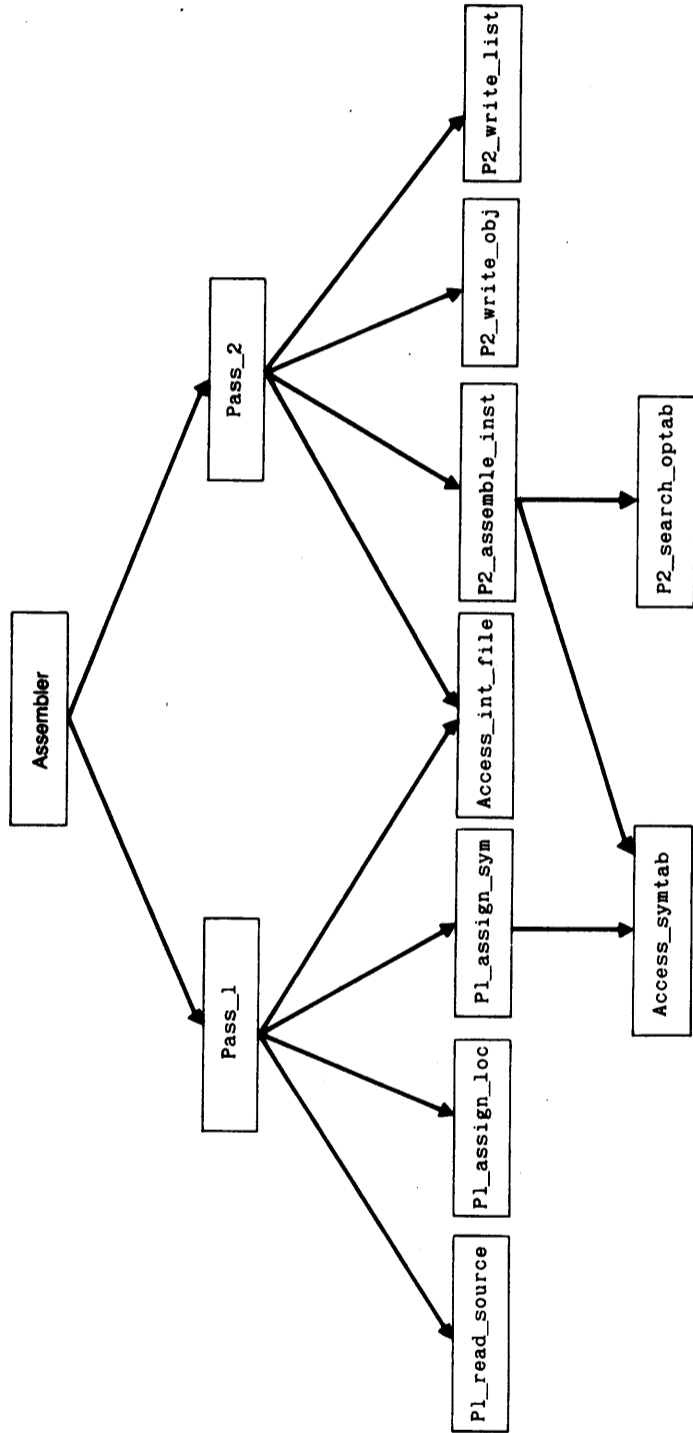 Assembler
Pass_1
Pass_2
P1_read_source
P1_assign_loc
P1_assign_sym
Access_int_file
P2_assemble_inst
P2_write_obj
P2_write_list
Access_symtab
P2_search_optab